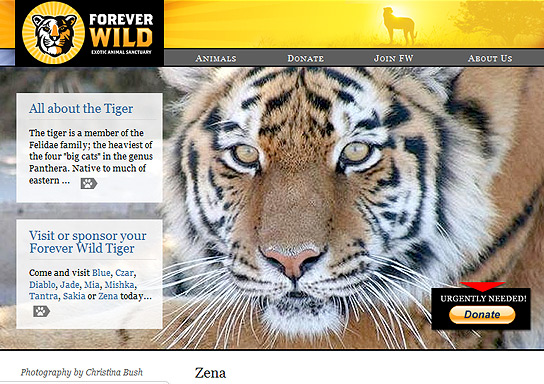 FOREVER
WILD
EXOTIC ANIMAL SANCTUARY
Animals Donate Join FW About Us
All about the Tiger
The tiger is a member of the
Felidae family; the heaviest of
the four "big cats" in the genus
Panthera. Native to much of
eastern ...
Visit or sponsor your
Forever Wild Tiger
Come and visit Blue, Czar,
Diablo, Jade, Mia, Mishka,
Tantra, Sakia or Zena today...
URGENTLY NEEDED!
Donate
Photography by Christina Bush
Zena